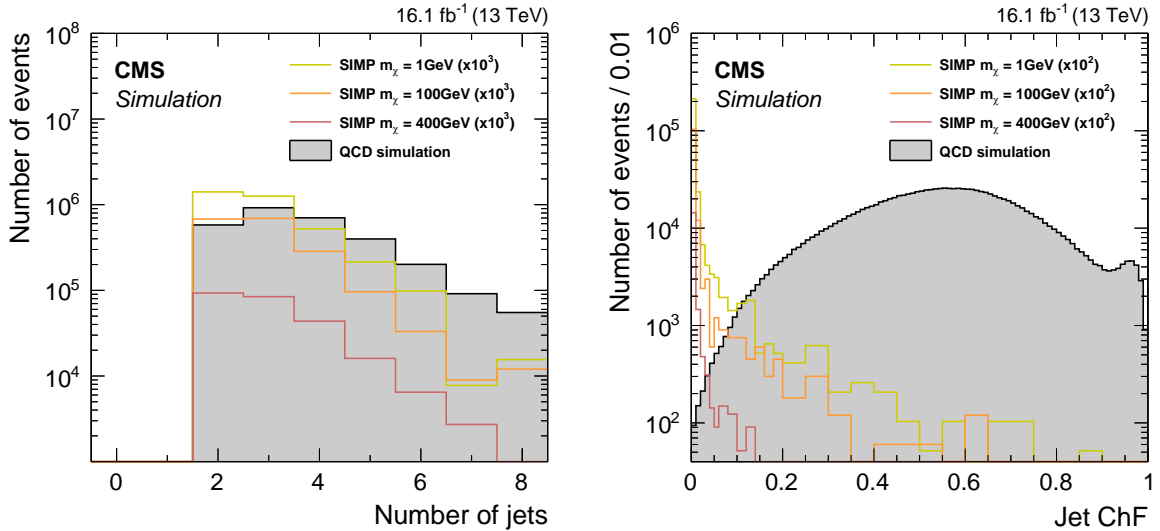 16.1 fb⁻¹ (13 TeV)
Number of events
10⁸
10⁷
10⁶
10⁵
10⁴
CMS
Simulation
SIMP mχ = 1GeV (x10³)
SIMP mχ = 100GeV (x10³)
SIMP mχ = 400GeV (x10³)
QCD simulation
0 2 4 6 8
Number of jets
16.1 fb⁻¹ (13 TeV)
Number of events / 0.01
10⁶
10⁵
10⁴
10³
10²
CMS
Simulation
SIMP mχ = 1GeV (x10²)
SIMP mχ = 100GeV (x10²)
SIMP mχ = 400GeV (x10²)
QCD simulation
0 0.2 0.4 0.6 0.8 1
Jet ChF